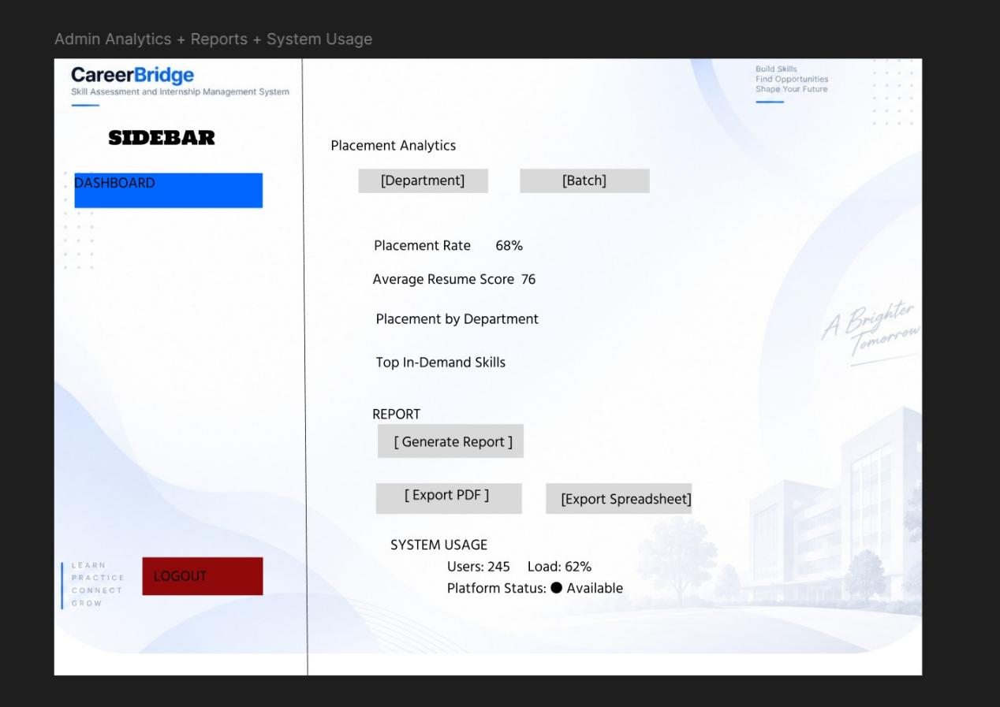 Admin Analytics + Reports + System Usage
CareerBridge
Skill Assessment and Internship Management System
Build Skills
Find Opportunities
Shape Your Future
SIDEBAR
DASHBOARD
Placement Analytics
[Department]
[Batch]
Placement Rate 68%
Average Resume Score 76
Placement by Department
Top In-Demand Skills
A Brighter
Tomorrow
REPORT
[ Generate Report ]
[ Export PDF ]
[Export Spreadsheet]
SYSTEM USAGE
Users: 245 Load: 62%
Platform Status: ● Available
LEARN
PRACTICE
CONNECT
GROW
LOGOUT